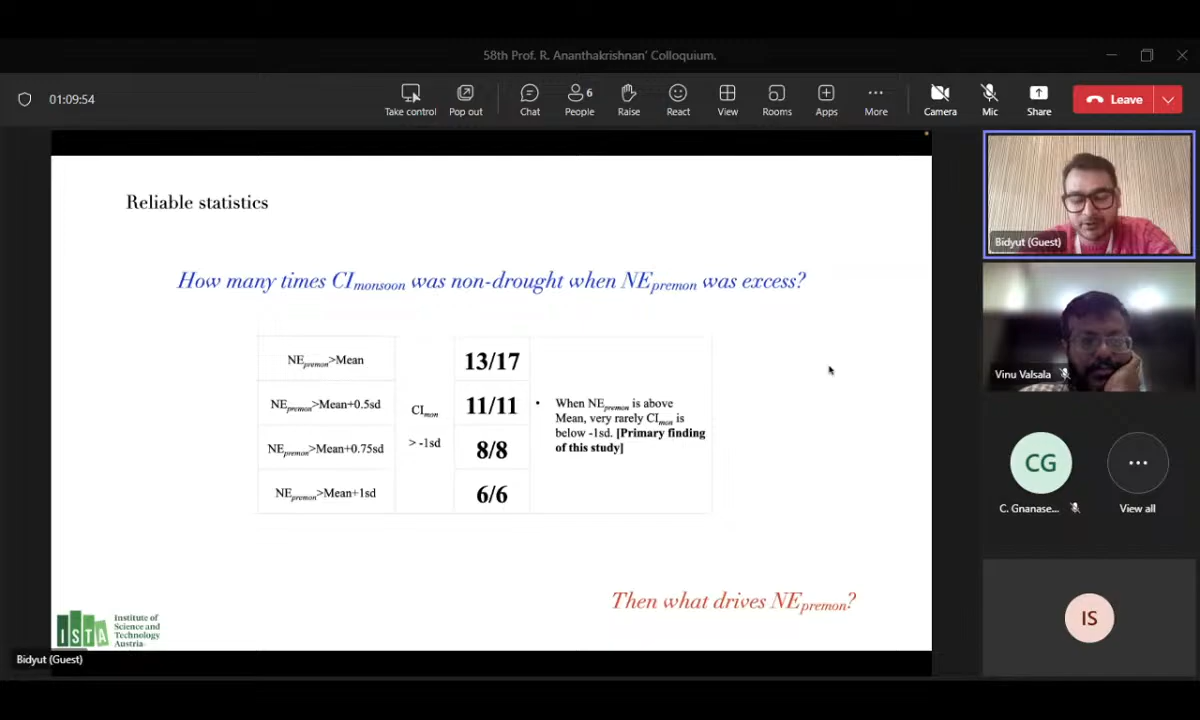 58th Prof. R. Ananthakrishnan' Colloquium.
01:09:54
Take control
Pop out
Chat
6
People
Raise
React
View
Rooms
Apps
More
Camera
Mic
Share
Leave
Reliable statistics
How many times CImonsoon was non-drought when NEpremon was excess?
NEpremon>Mean
NEpremon>Mean+0.5sd
NEpremon>Mean+0.75sd
NEpremon>Mean+1sd
CImon
> -1sd
13/17
11/11
8/8
6/6
• When NEpremon is above
Mean, very rarely CImon is
below -1sd. [Primary finding
of this study]
Then what drives NEpremon?
ISTA
Institute of
Science and
Technology
Austria
Bidyut (Guest)
Bidyut (Guest)
Vinu Valsala
CG
C. Gnanase...
View all
IS